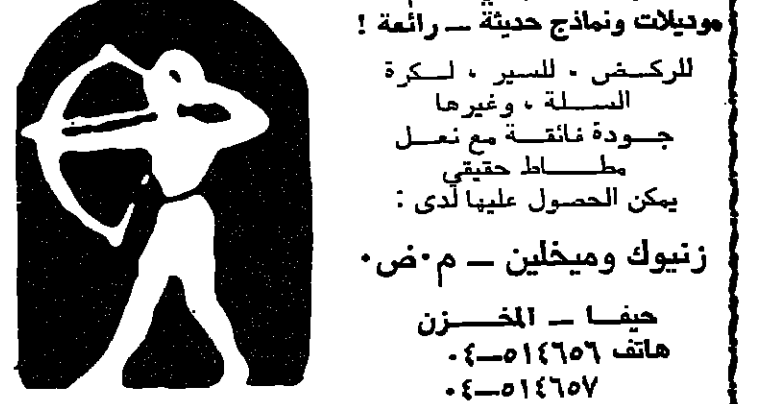 موديلات ونماذج حديثة ـ رائعة !
للركض ، للسير ، لكرة
السلة ، وغيرها
جودة فائقة مع نعل
مطاط حقيقي
يمكن الحصول عليها لدى :
زنيوك وميخلين ـ م.ض.
حيفا ـ المخزن
هاتف ٥١٤٦٥٦ـ٠٤
٥١٤٦٥٧ـ٠٤